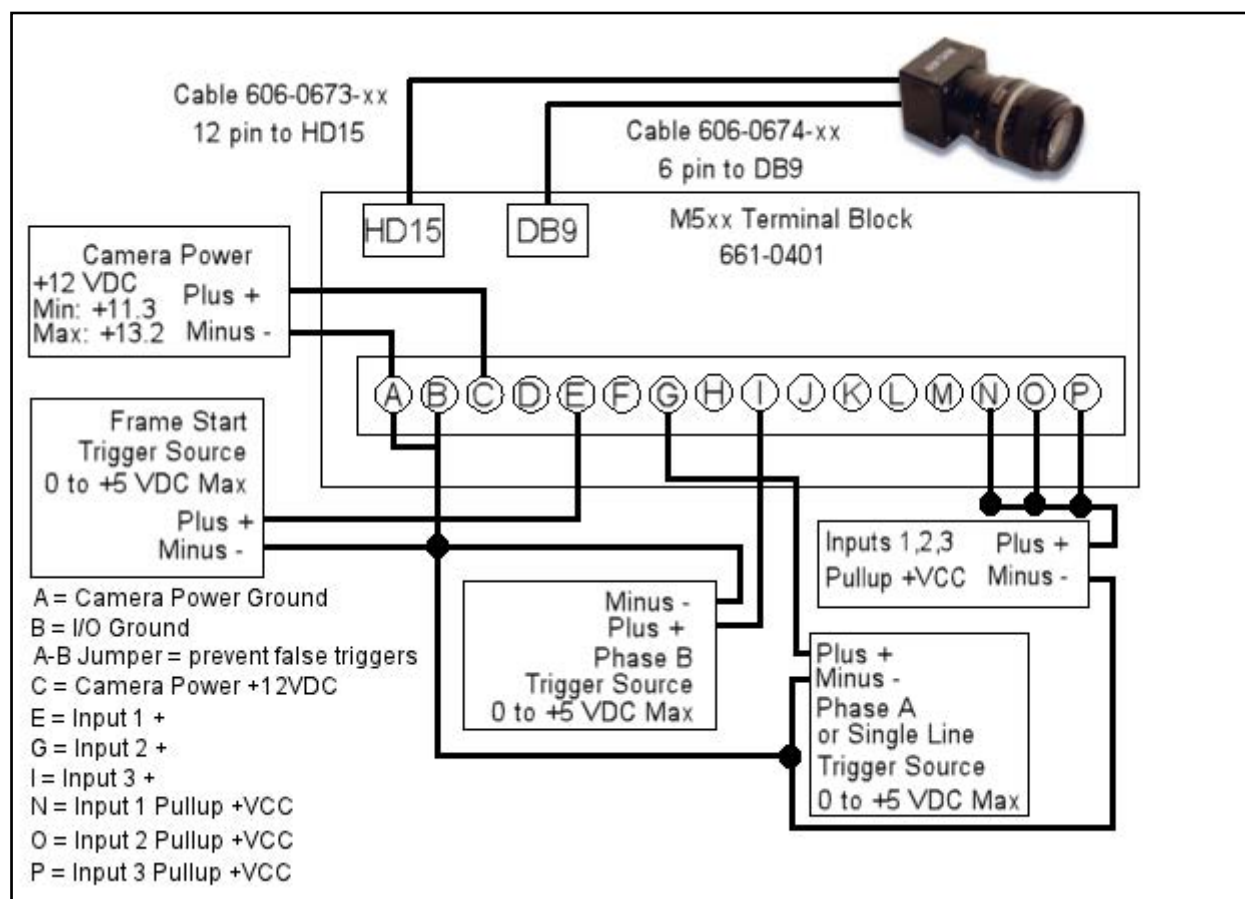 Cable 606-0673-xx
12 pin to HD15
Cable 606-0674-xx
6 pin to DB9
HD15
DB9
M5xx Terminal Block
661-0401
Camera Power
+12 VDC
Plus +
Min: +11.3
Max: +13.2
Minus -
A B C D E F G H I J K L M N O P
Frame Start
Trigger Source
0 to +5 VDC Max
Plus +
Minus -
Inputs 1,2,3
Plus +
Pullup +VCC
Minus -
Minus -
Plus +
Phase B
Trigger Source
0 to +5 VDC Max
Plus +
Minus -
Phase A
or Single Line
Trigger Source
0 to +5 VDC Max
A = Camera Power Ground
B = I/O Ground
A-B Jumper = prevent false triggers
C = Camera Power +12VDC
E = Input 1 +
G = Input 2 +
I = Input 3 +
N = Input 1 Pullup +VCC
O = Input 2 Pullup +VCC
P = Input 3 Pullup +VCC